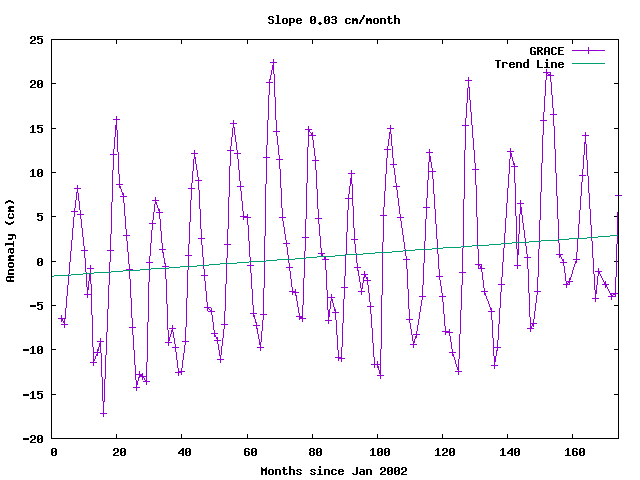 Slope 0.03 cm/month
25
GRACE
Trend Line
20
15
10
5
0
-5
-10
-15
-20
Anomaly (cm)
0 20 40 60 80 100 120 140 160
Months since Jan 2002